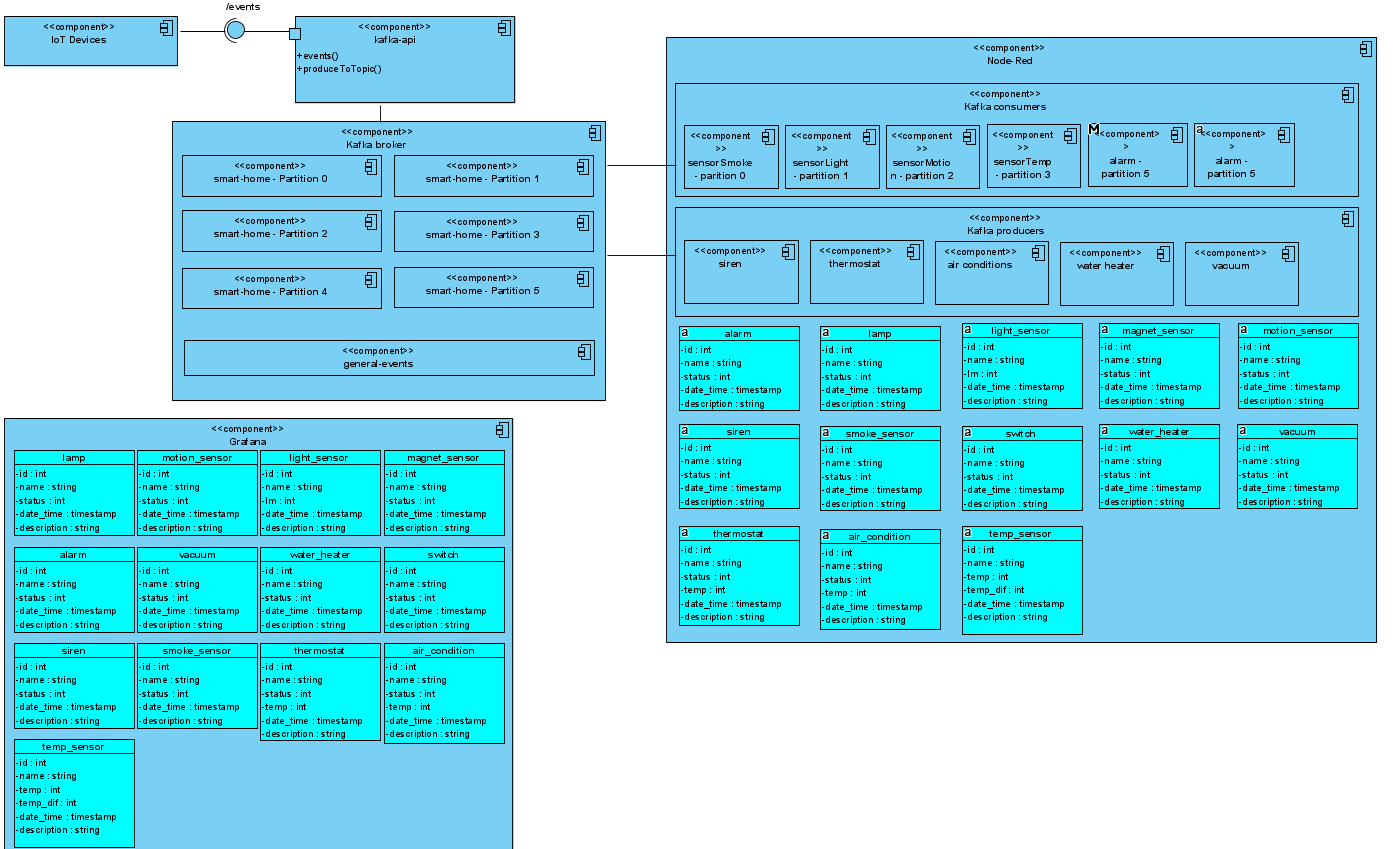 /events
<<component>>
IoT Devices
<<component>>
kafka-api
+events()
+produceToTopic()
<<component>>
Kafka broker
<<component>>
smart-home - Partition 0
<<component>>
smart-home - Partition 1
<<component>>
smart-home - Partition 2
<<component>>
smart-home - Partition 3
<<component>>
smart-home - Partition 4
<<component>>
smart-home - Partition 5
<<component>>
general-events
<<component>>
Node-Red
<<component>>
Kafka consumers
<<component
>>
sensorSmoke
- parition 0
<<component
>>
sensorLight
- partition 1
<<component
>>
sensorMotio
n - partition 2
<<component
>>
sensorTemp
- partition 3
M
<<component>
>
alarm -
partition 5
a
<<component>
>
alarm -
partition 5
<<component>>
Kafka producers
<<component>>
siren
<<component>>
thermostat
<<component>>
air conditions
<<component>>
water heater
<<component>>
vacuum
a
alarm
-id : int
-name : string
-status : int
-date_time : timestamp
-description : string
a
lamp
-id : int
-name : string
-status : int
-date_time : timestamp
-description : string
a
light_sensor
-id : int
-name : string
-lm : int
-date_time : timestamp
-description : string
a
magnet_sensor
-id : int
-name : string
-status : int
-date_time : timestamp
-description : string
a
motion_sensor
-id : int
-name : string
-status : int
-date_time : timestamp
-description : string
a
siren
-id : int
-name : string
-status : int
-date_time : timestamp
-description : string
a
smoke_sensor
-id : int
-name : string
-status : int
-date_time : timestamp
-description : string
a
switch
-id : int
-name : string
-status : int
-date_time : timestamp
-description : string
a
water_heater
-id : int
-name : string
-status : int
-date_time : timestamp
-description : string
a
vacuum
-id : int
-name : string
-status : int
-date_time : timestamp
-description : string
a
thermostat
-id : int
-name : string
-status : int
-temp : int
-date_time : timestamp
-description : string
a
air_condition
-id : int
-name : string
-status : int
-temp : int
-date_time : timestamp
-description : string
a
temp_sensor
-id : int
-name : string
-temp : int
-temp_dif : int
-date_time : timestamp
-description : string
<<component>>
Grafana
lamp
-id : int
-name : string
-status : int
-date_time : timestamp
-description : string
motion_sensor
-id : int
-name : string
-status : int
-date_time : timestamp
-description : string
light_sensor
-id : int
-name : string
-lm : int
-date_time : timestamp
-description : string
magnet_sensor
-id : int
-name : string
-status : int
-date_time : timestamp
-description : string
alarm
-id : int
-name : string
-status : int
-date_time : timestamp
-description : string
vacuum
-id : int
-name : string
-status : int
-date_time : timestamp
-description : string
water_heater
-id : int
-name : string
-status : int
-date_time : timestamp
-description : string
switch
-id : int
-name : string
-status : int
-date_time : timestamp
-description : string
siren
-id : int
-name : string
-status : int
-date_time : timestamp
-description : string
smoke_sensor
-id : int
-name : string
-status : int
-date_time : timestamp
-description : string
thermostat
-id : int
-name : string
-status : int
-temp : int
-date_time : timestamp
-description : string
air_condition
-id : int
-name : string
-status : int
-temp : int
-date_time : timestamp
-description : string
temp_sensor
-id : int
-name : string
-temp : int
-temp_dif : int
-date_time : timestamp
-description : string